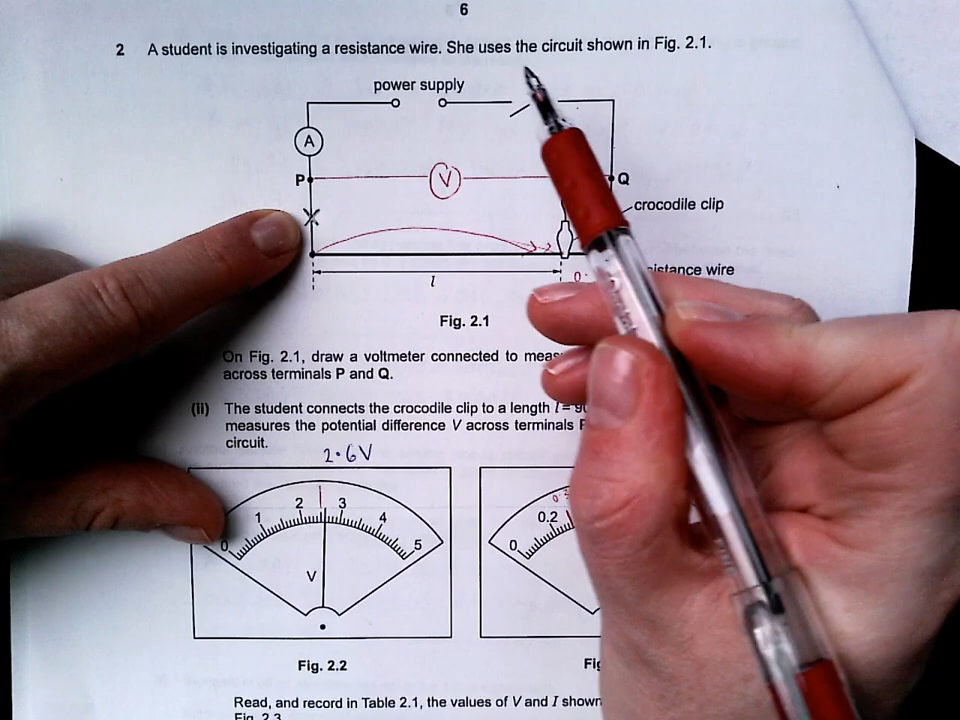 6
2 A student is investigating a resistance wire. She uses the circuit shown in Fig. 2.1.
power supply
A
P V Q
crocodile clip
wire
0.
l
Fig. 2.1
On Fig. 2.1, draw a voltmeter connected to
across terminals P and Q.
(ii) The student connects the crocodile clip to a length l =
measures the potential difference V across terminals
circuit.
2.6V
0 1 2 3 4 5
V
0 0.2
Fig. 2.2
Read, and record in Table 2.1, the values of V and I
Fig. 2.3